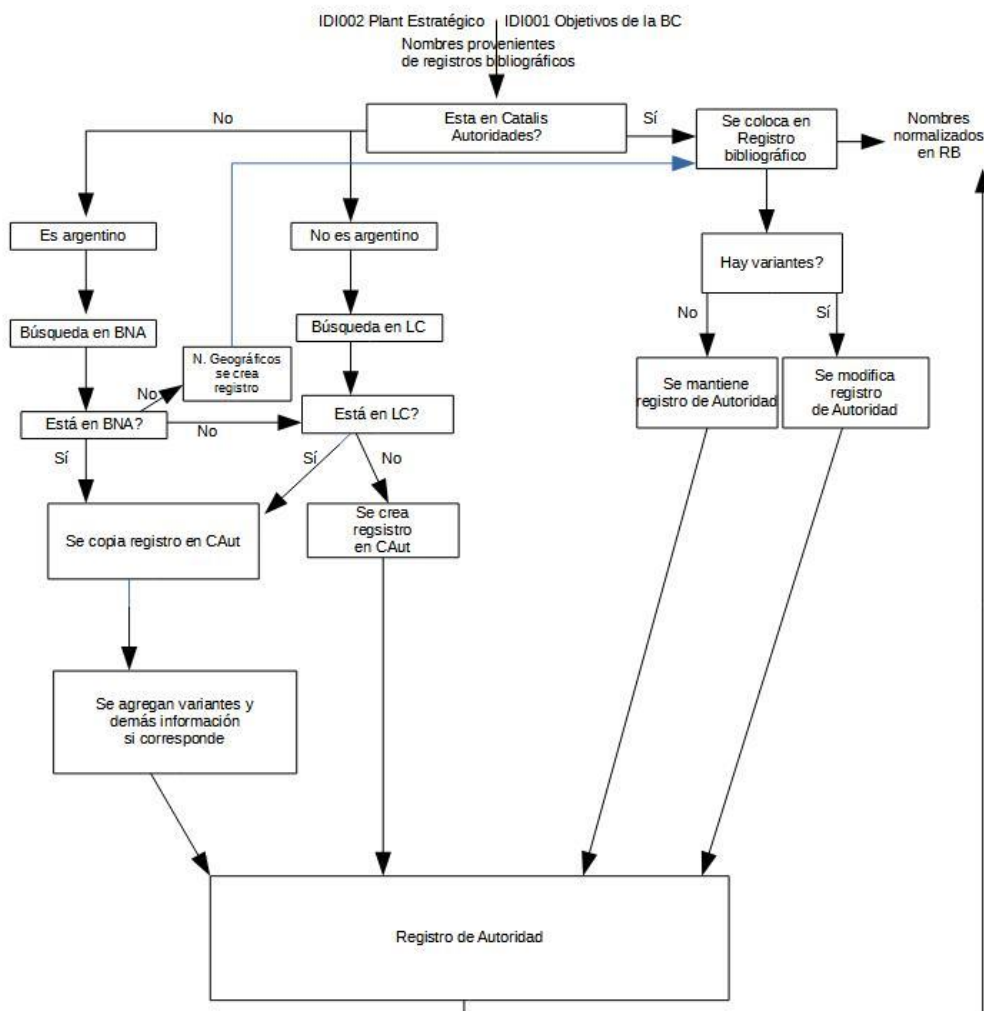 IDI002 Plant Estratégico
IDI001 Objetivos de la BC
Nombres provenientes
de registros bibliográficos
Esta en Catalis
Autoridades?
No
Sí
Se coloca en
Registro
bibliográfico
Nombres
normalizados
en RB
Es argentino
No es argentino
Hay variantes?
No
Sí
Búsqueda en BNA
Búsqueda en LC
N. Geográficos
se crea
registro
Se mantiene
registro de Autoridad
Se modifica
registro
de Autoridad
No
Está en BNA?
No
Está en LC?
Sí
Sí
No
Se copia registro en CAut
Se crea
regsistro
en CAut
Se agregan variantes y
demás información
si corresponde
Registro de Autoridad